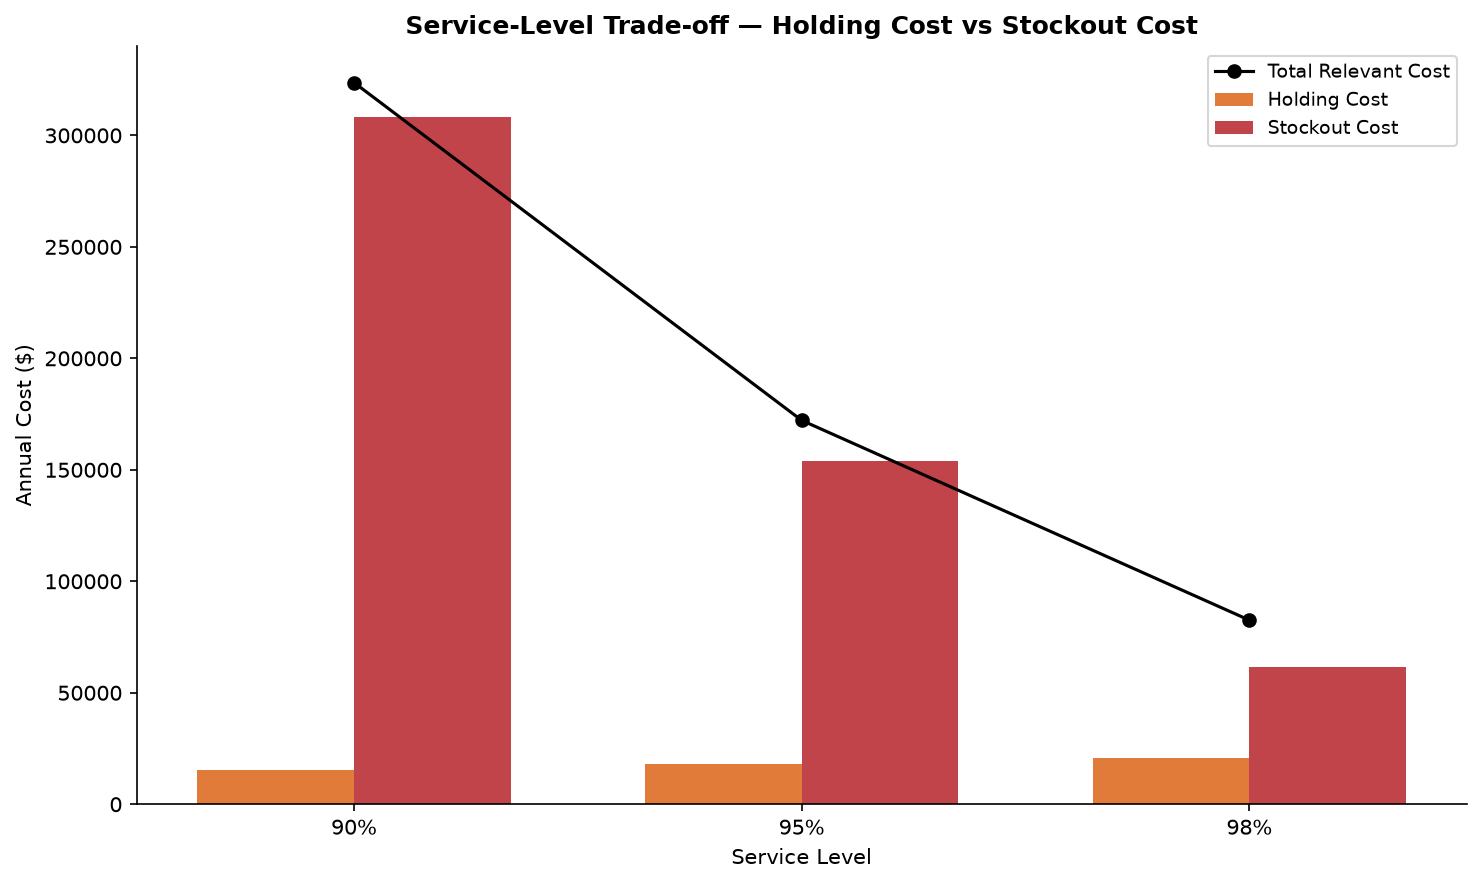 Service-Level Trade-off — Holding Cost vs Stockout Cost
Total Relevant Cost
Holding Cost
Stockout Cost
Annual Cost ($)
300000
250000
200000
150000
100000
50000
0
90%
95%
98%
Service Level